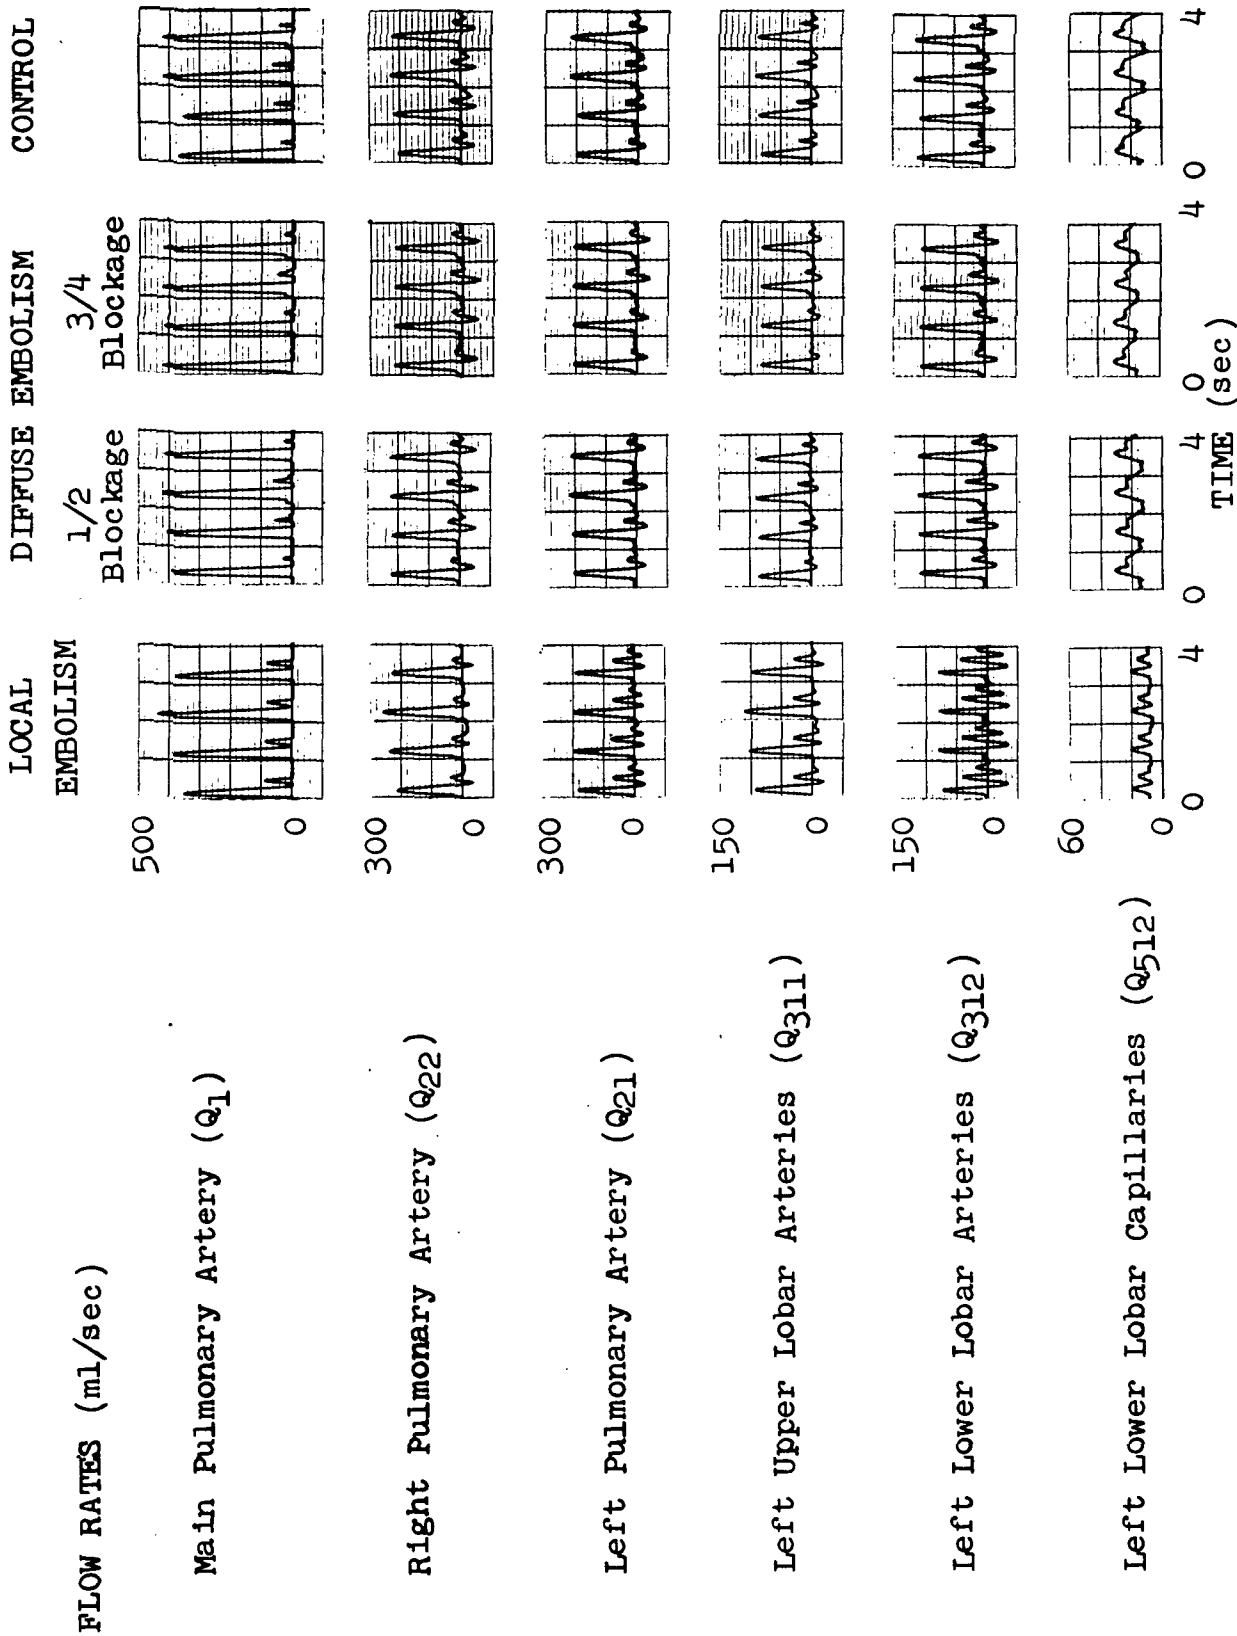 FLOW RATES (ml/sec)
LOCAL EMBOLISM
DIFFUSE EMBOLISM
CONTROL
1/2 Blockage
3/4 Blockage
Main Pulmonary Artery (Q1)
500
0
Right Pulmonary Artery (Q22)
300
0
Left Pulmonary Artery (Q21)
300
0
Left Upper Lobar Arteries (Q311)
150
0
Left Lower Lobar Arteries (Q312)
150
0
Left Lower Lobar Capillaries (Q512)
60
0
0 4 0 4 0 4 0 4
TIME (sec)